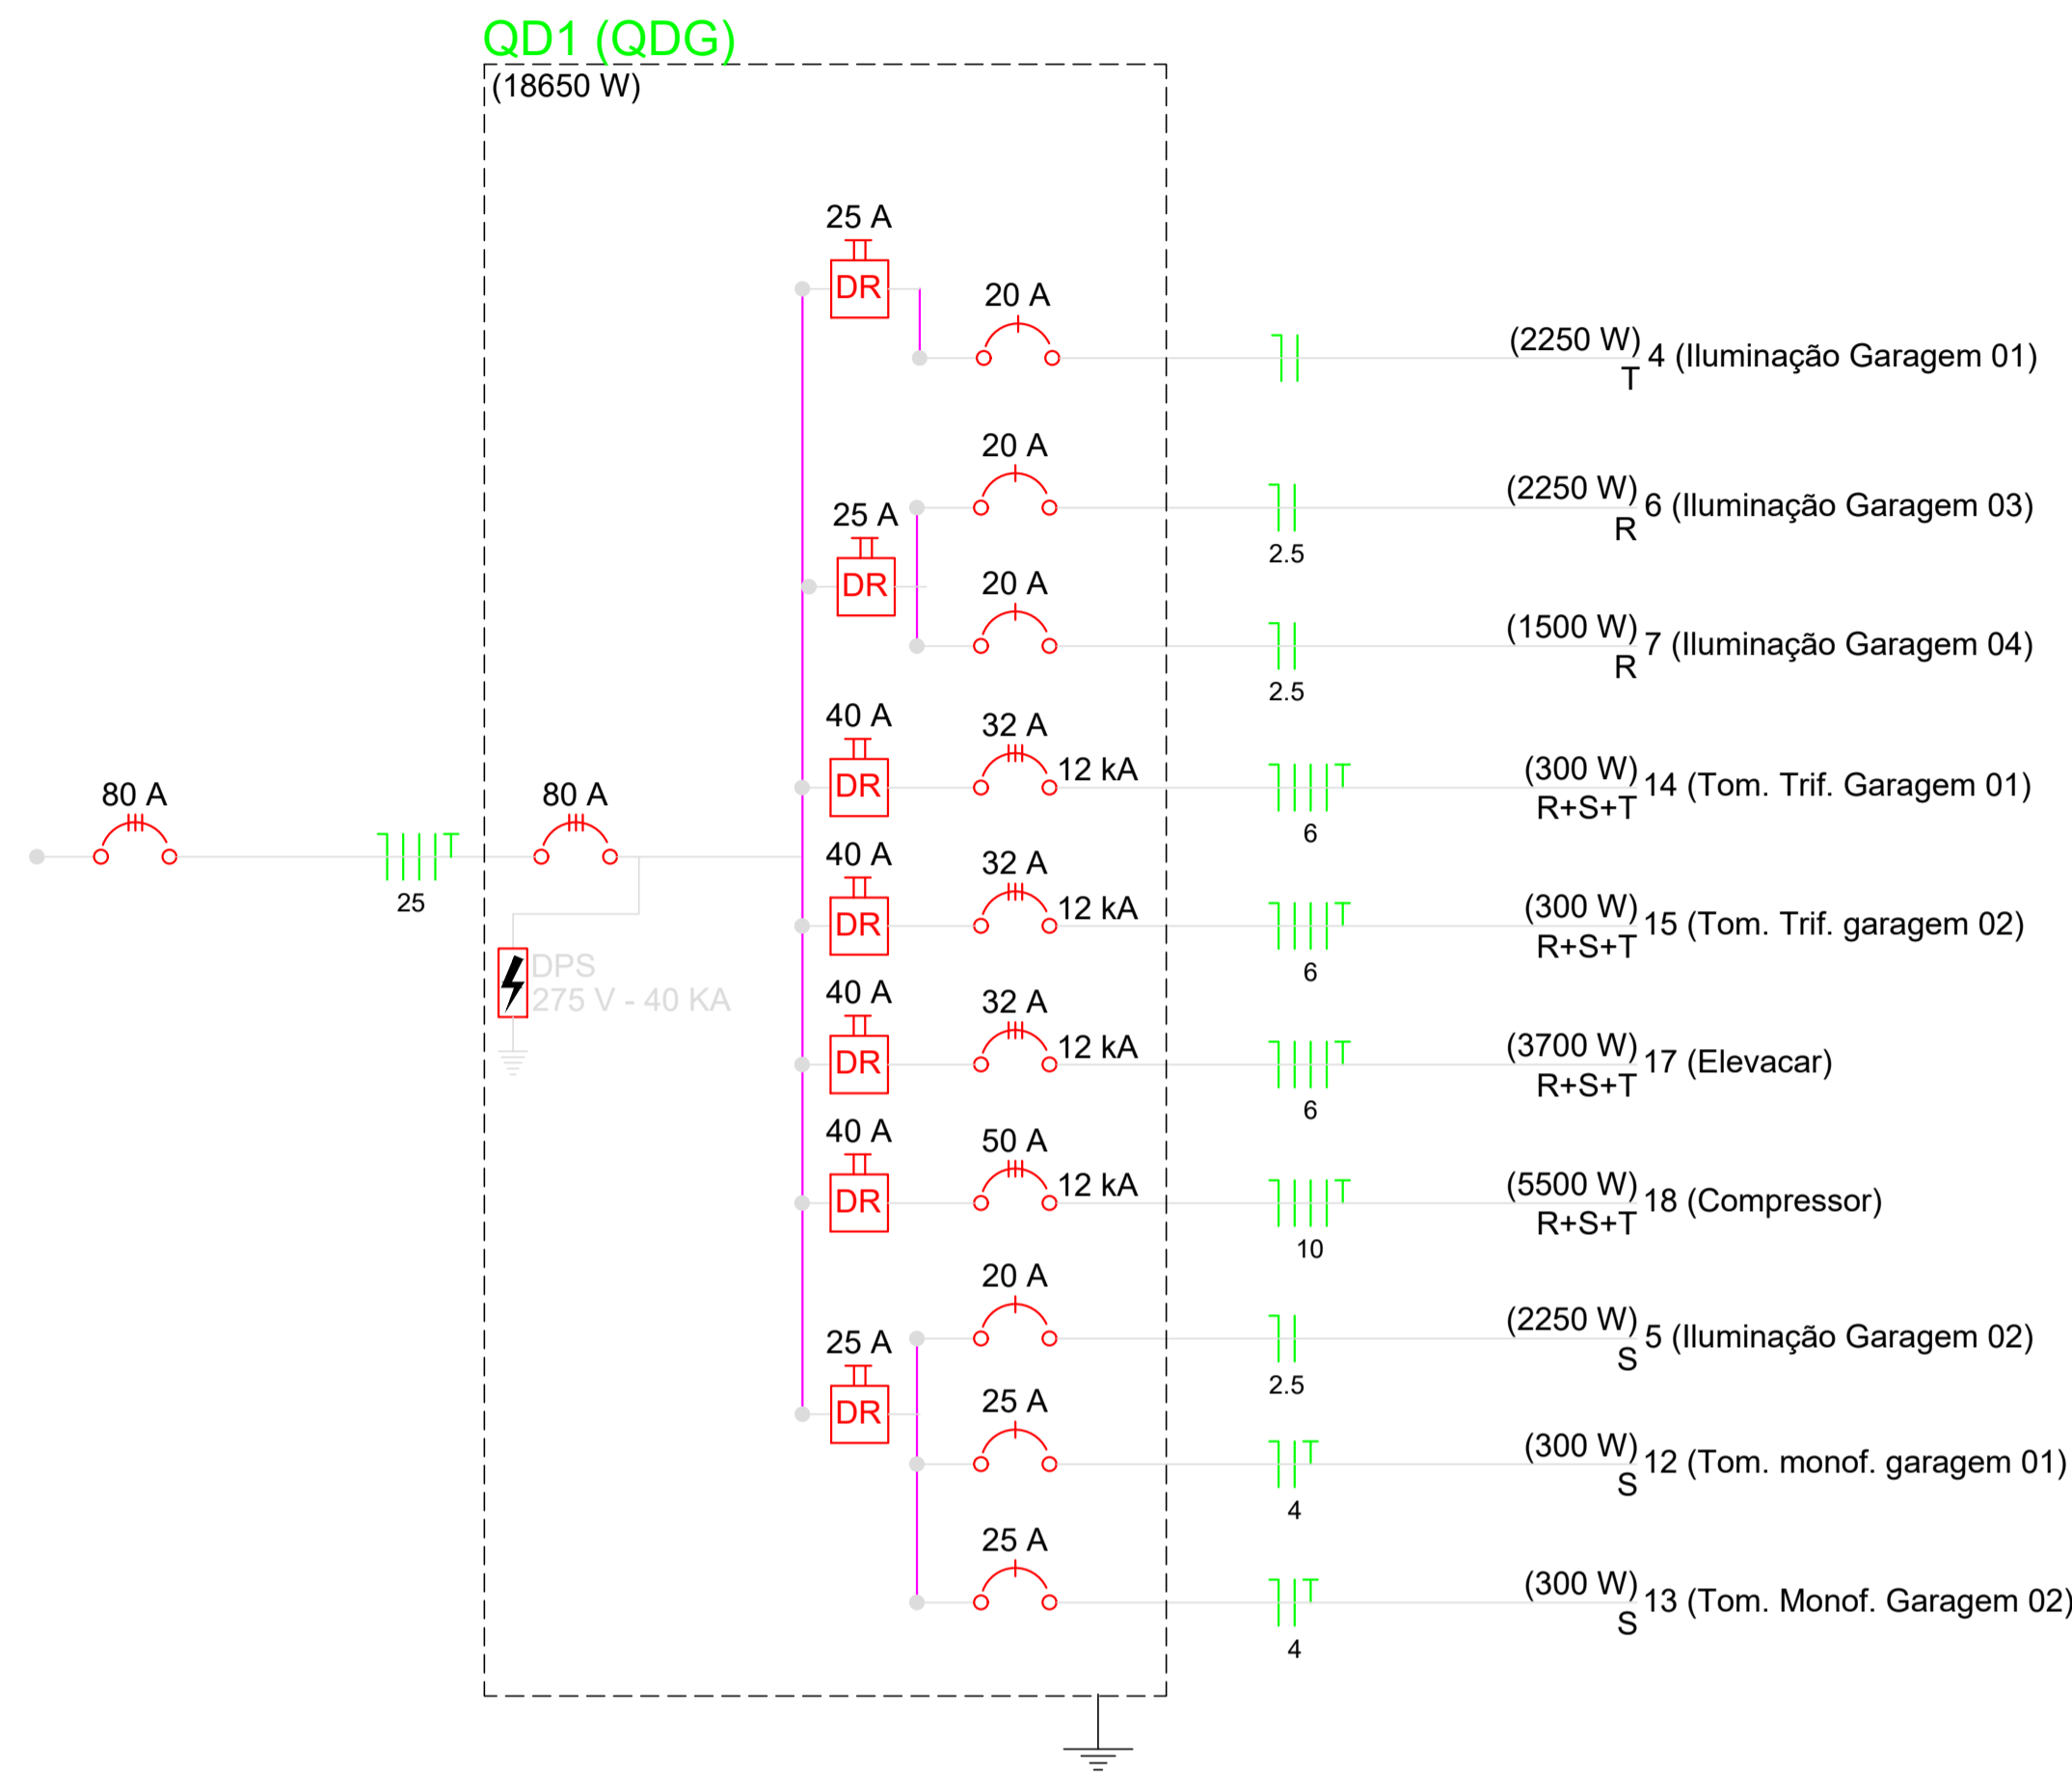 QD1 (QDG)
(18650 W)
25 A
DR
20 A
(2250 W)
T
4 (Iluminação Garagem 01)
25 A
DR
20 A
2.5
(2250 W)
R
6 (Iluminação Garagem 03)
20 A
2.5
(1500 W)
R
7 (Iluminação Garagem 04)
40 A
DR
32 A
12 kA
6
(300 W)
R+S+T
14 (Tom. Trif. Garagem 01)
80 A
25
80 A
DPS
275 V - 40 KA
40 A
DR
32 A
12 kA
6
(300 W)
R+S+T
15 (Tom. Trif. garagem 02)
40 A
DR
32 A
12 kA
6
(3700 W)
R+S+T
17 (Elevacar)
40 A
DR
50 A
12 kA
10
(5500 W)
R+S+T
18 (Compressor)
25 A
DR
20 A
2.5
(2250 W)
S
5 (Iluminação Garagem 02)
25 A
4
(300 W)
S
12 (Tom. monof. garagem 01)
25 A
4
(300 W)
S
13 (Tom. Monof. Garagem 02)